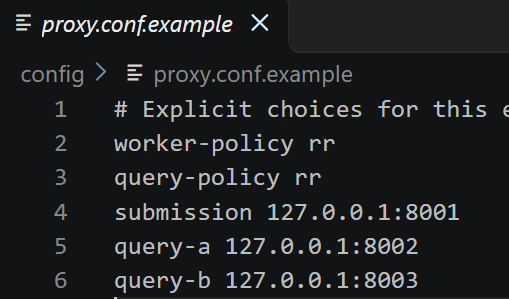 proxy.conf.example
config > proxy.conf.example
1 # Explicit choices for this
2 worker-policy rr
3 query-policy rr
4 submission 127.0.0.1:8001
5 query-a 127.0.0.1:8002
6 query-b 127.0.0.1:8003